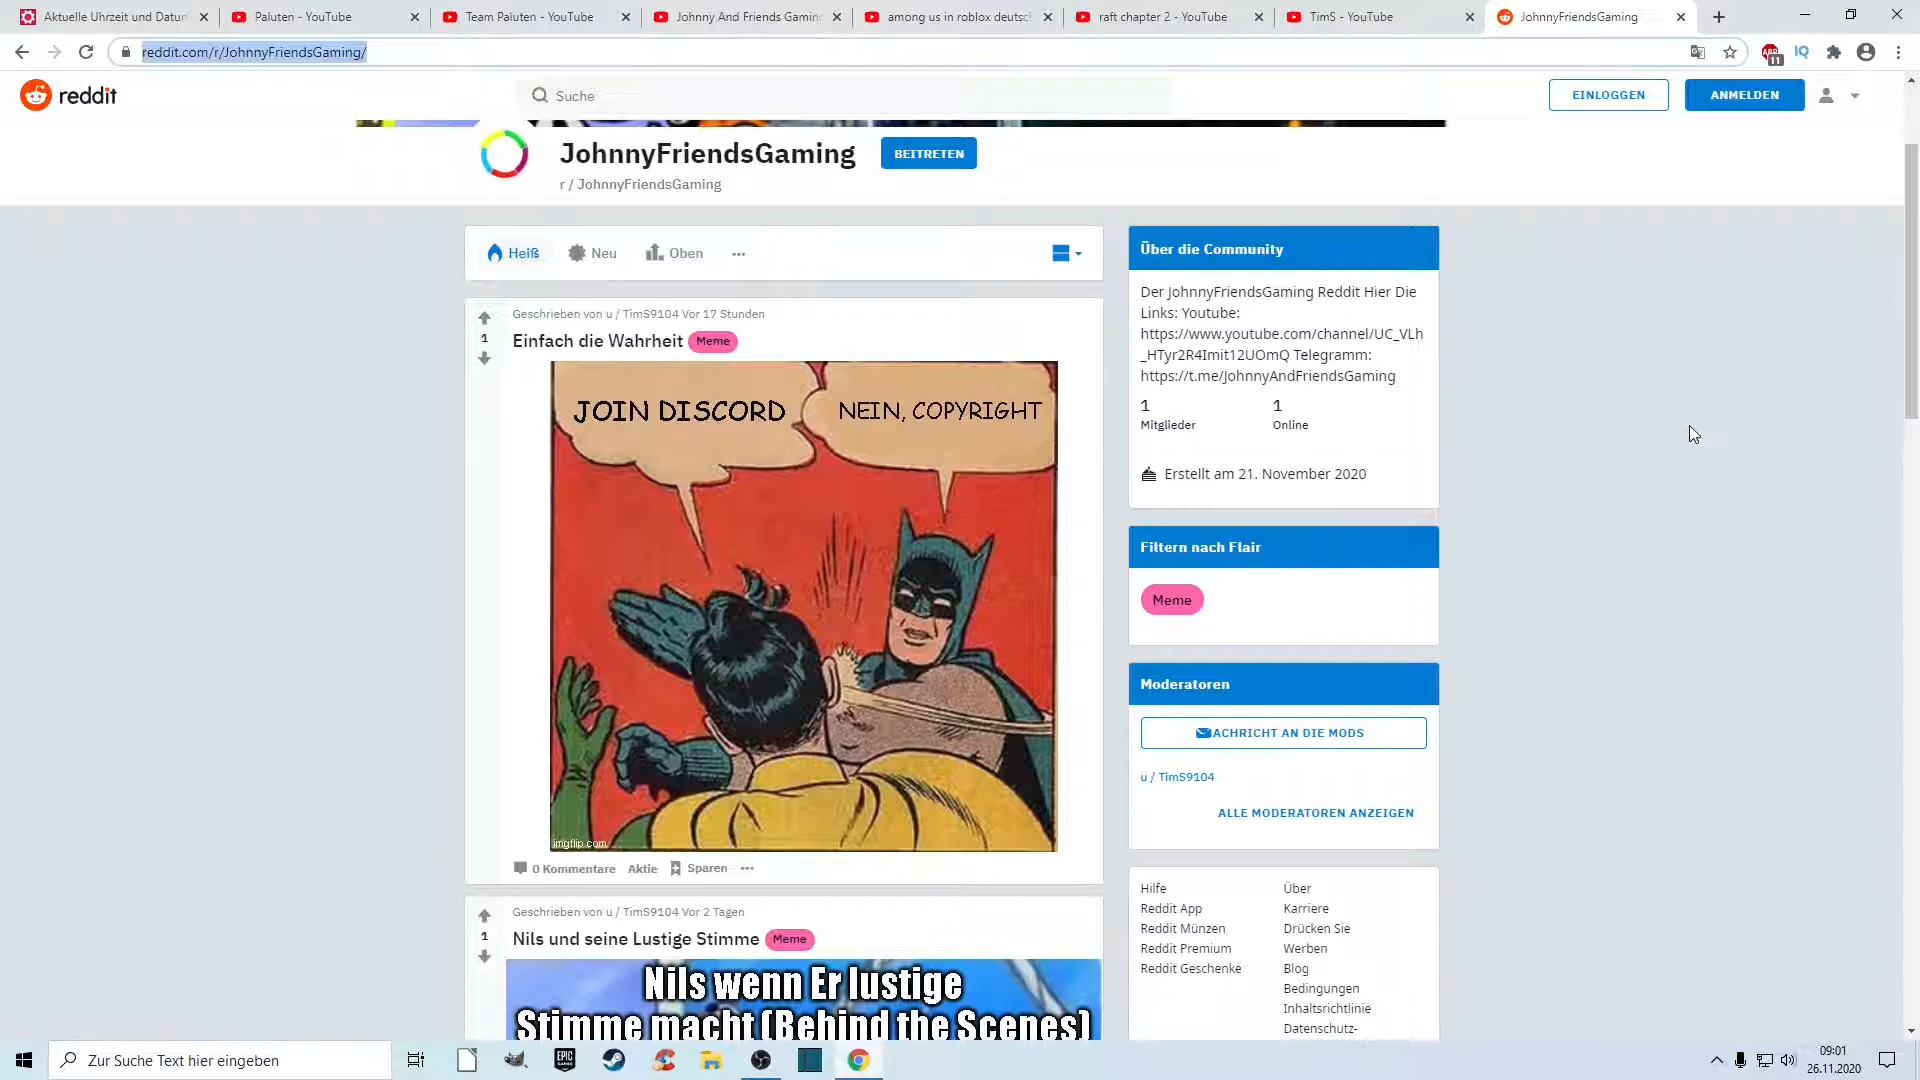 Aktuelle Uhrzeit und Datun
Paluten - YouTube
Team Paluten - YouTube
Johnny And Friends Gaming
among us in roblox deutsc
raft chapter 2 - YouTube
TimS - YouTube
JohnnyFriendsGaming
reddit.com/r/JohnnyFriendsGaming/
ABP
11
IQ
reddit
Suche
EINLOGGEN
ANMELDEN
JohnnyFriendsGaming
BEITRETEN
r / JohnnyFriendsGaming
Heiß
Neu
Oben
Geschrieben von u / TimS9104 Vor 17 Stunden
1
Einfach die Wahrheit Meme
JOIN DISCORD
NEIN, COPYRIGHT
imgflip.com
0 Kommentare Aktie Sparen
Geschrieben von u / TimS9104 Vor 2 Tagen
1
Nils und seine Lustige Stimme Meme
Nils wenn Er lustige
Stimme macht (Behind the Scenes)
Über die Community
Der JohnnyFriendsGaming Reddit Hier Die
Links: Youtube:
https://www.youtube.com/channel/UC_VLh
_HTyr2R4Imit12UOmQ Telegramm:
https://t.me/JohnnyAndFriendsGaming
1
Mitglieder
1
Online
Erstellt am 21. November 2020
Filtern nach Flair
Meme
Moderatoren
ACHRICHT AN DIE MODS
u / TimS9104
ALLE MODERATOREN ANZEIGEN
Hilfe
Reddit App
Reddit Münzen
Reddit Premium
Reddit Geschenke
Über
Karriere
Drücken Sie
Werben
Blog
Bedingungen
Inhaltsrichtlinie
Datenschutz-
Zur Suche Text hier eingeben
EPIC
GAMES
09:01
26.11.2020